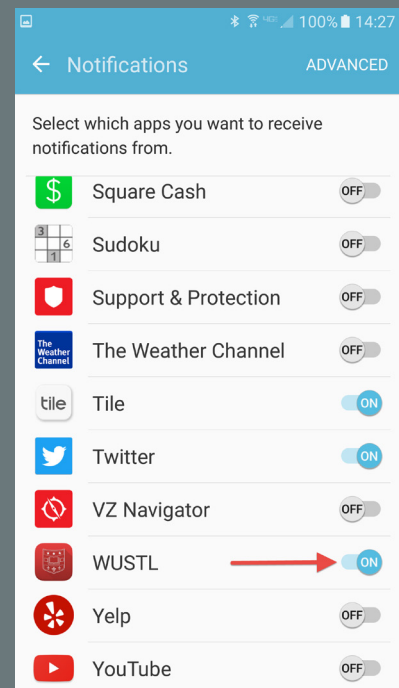 4GE 100% 14:27
Notifications ADVANCED
Select which apps you want to receive
notifications from.
$ Square Cash OFF
3
6 Sudoku OFF
1
Support & Protection OFF
The
Weather
Channel The Weather Channel OFF
tile Tile ON
Twitter ON
VZ Navigator OFF
WUSTL ON
Yelp OFF
YouTube OFF